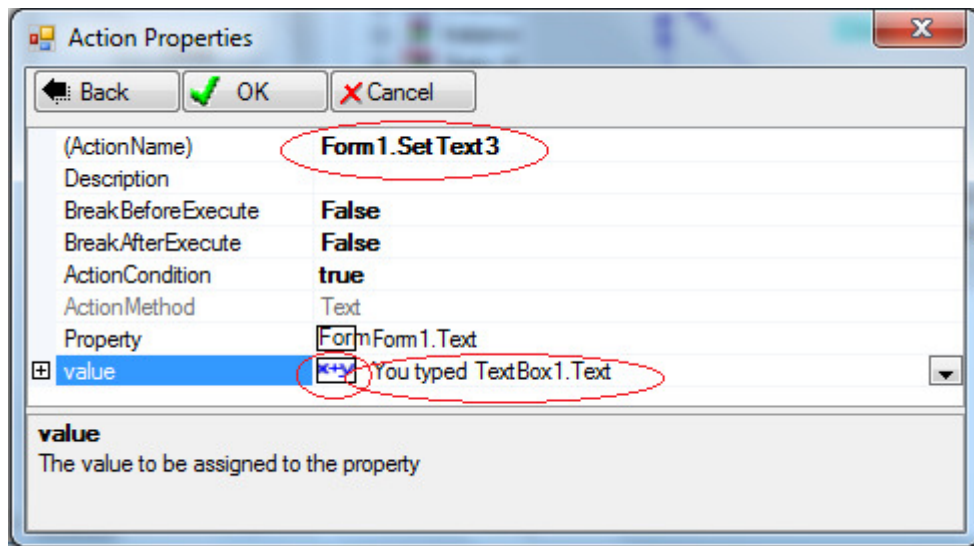 Action Properties
Back OK Cancel
(ActionName) Form1.SetText3
Description
BreakBeforeExecute False
BreakAfterExecute False
ActionCondition true
ActionMethod Text
Property Form Form1.Text
value x+y You typed TextBox1.Text
value
The value to be assigned to the property